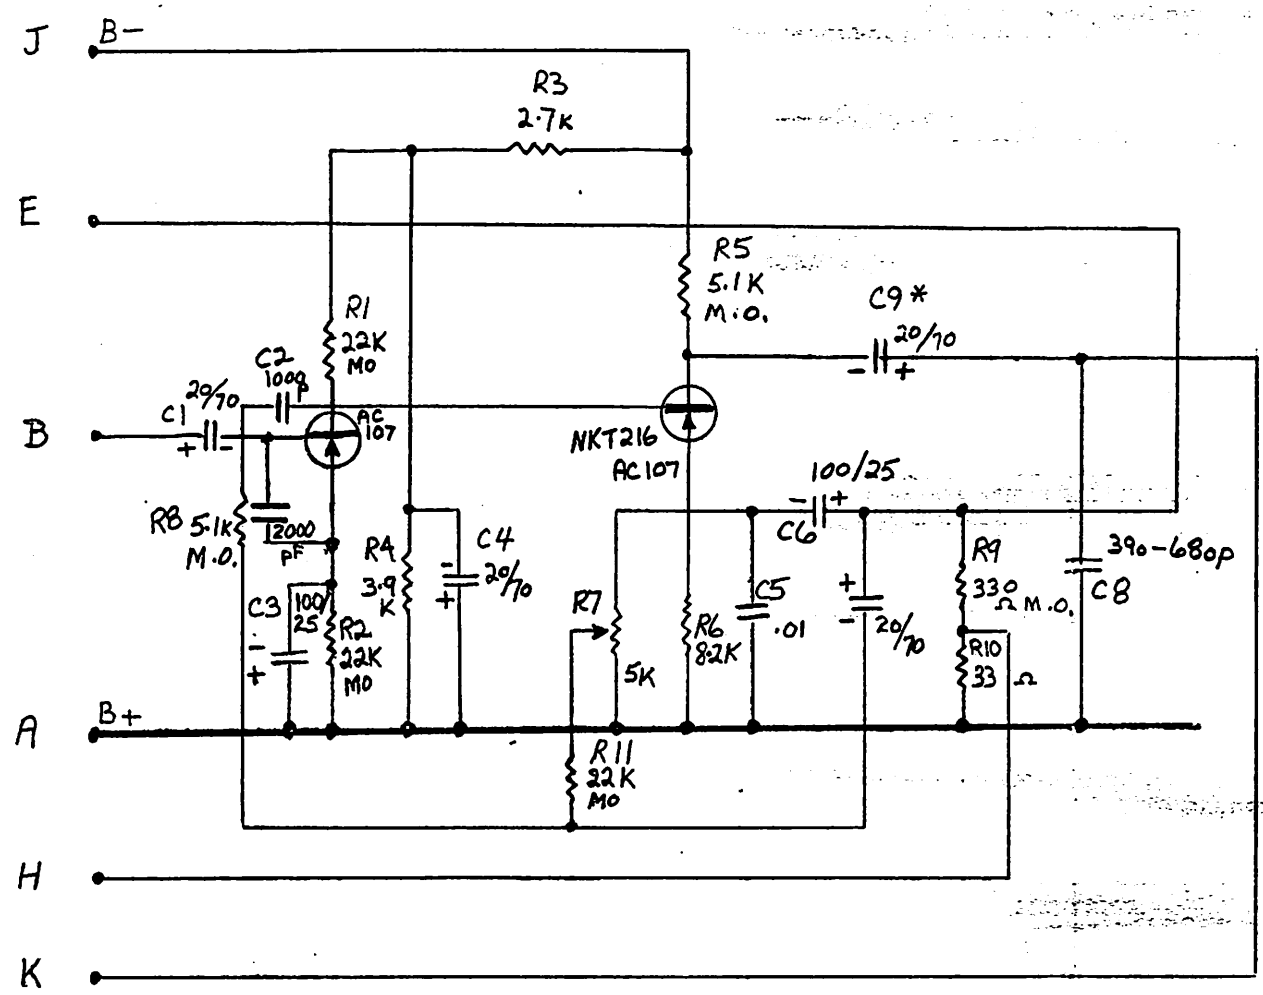 J
B−
R3
2.7K
E
R5
5.1K
M.O.
C9*
20/70
−
+
R1
22K
MO
C2
1000
P
20/70
C1
+
−
B
AC
107
NKT216
AC107
100/25
−
+
C6
R8
5.1K
M.O.
2000
PF
R4
3.9
K
−
C4
20/70
+
C3
100/
25
−
+
R2
22K
MO
R7
5K
R6
8.2K
C5
.01
+
−
20/70
R9
330
Ω M.O.
R10
33 Ω
390-680p
C8
A
B+
R11
22K
MO
H
K